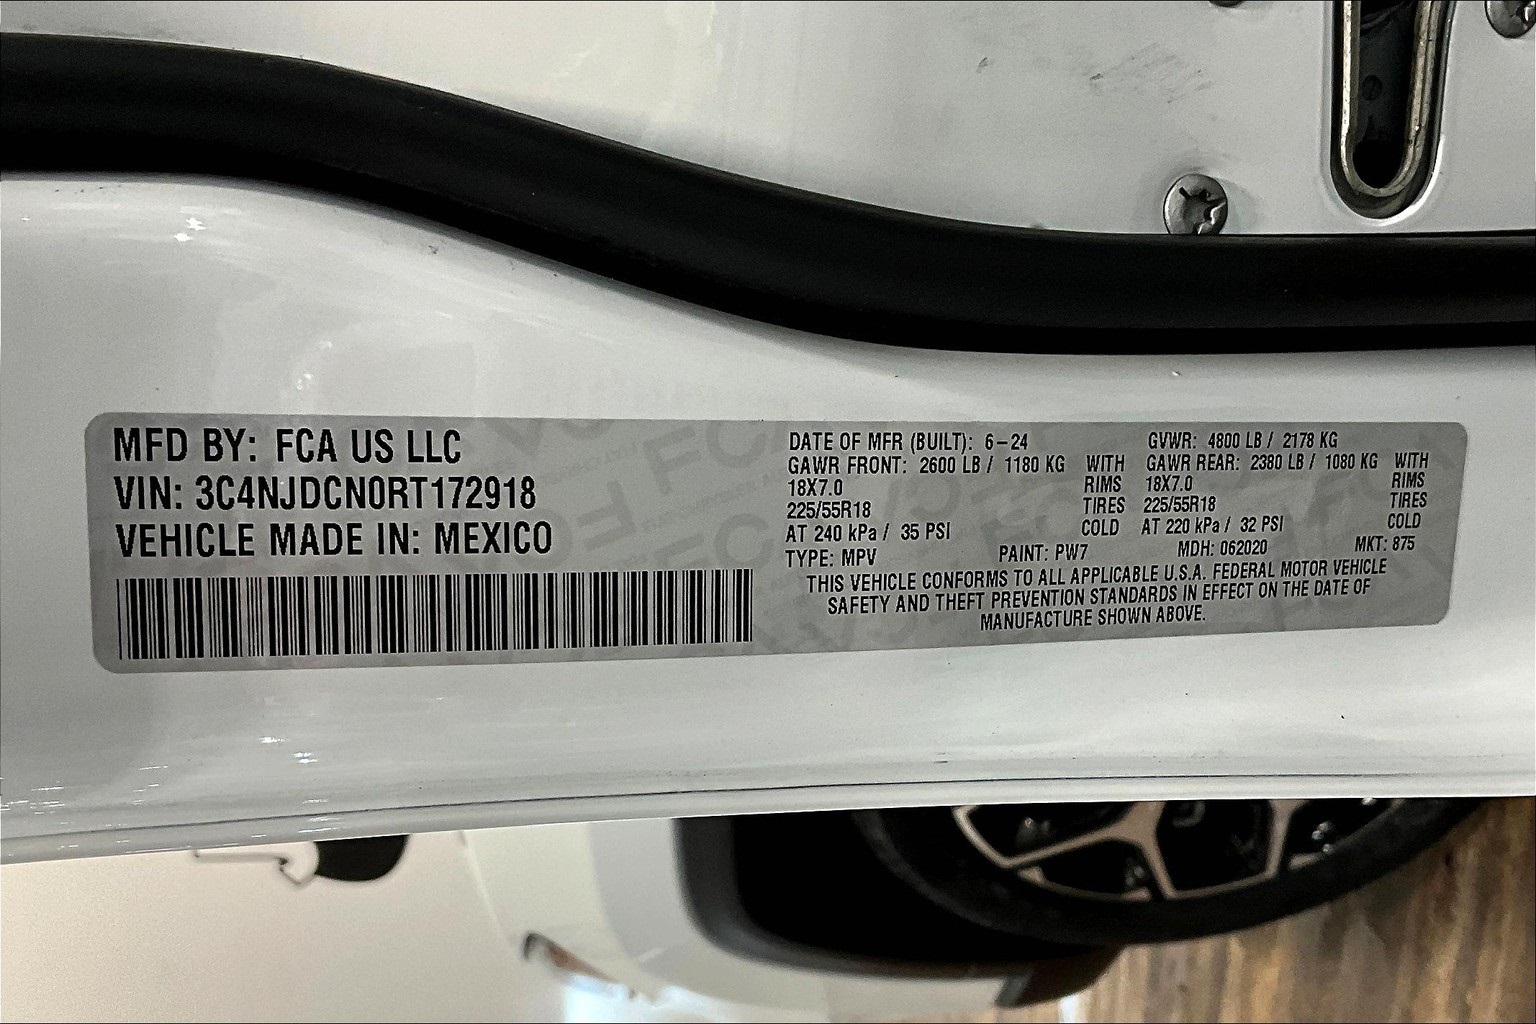 MFD BY: FCA US LLC
VIN: 3C4NJDCN0RT172918
VEHICLE MADE IN: MEXICO
DATE OF MFR (BUILT): 6-24 GVWR: 4800 LB / 2178 KG
GAWR FRONT: 2600 LB / 1180 KG WITH GAWR REAR: 2380 LB / 1080 KG WITH
18X7.0 RIMS 18X7.0 RIMS
225/55R18 TIRES 225/55R18 TIRES
AT 240 kPa / 35 PSI COLD AT 220 kPa / 32 PSI COLD
TYPE: MPV PAINT: PW7 MDH: 062020 MKT: 875
THIS VEHICLE CONFORMS TO ALL APPLICABLE U.S.A. FEDERAL MOTOR VEHICLE
SAFETY AND THEFT PREVENTION STANDARDS IN EFFECT ON THE DATE OF
MANUFACTURE SHOWN ABOVE.